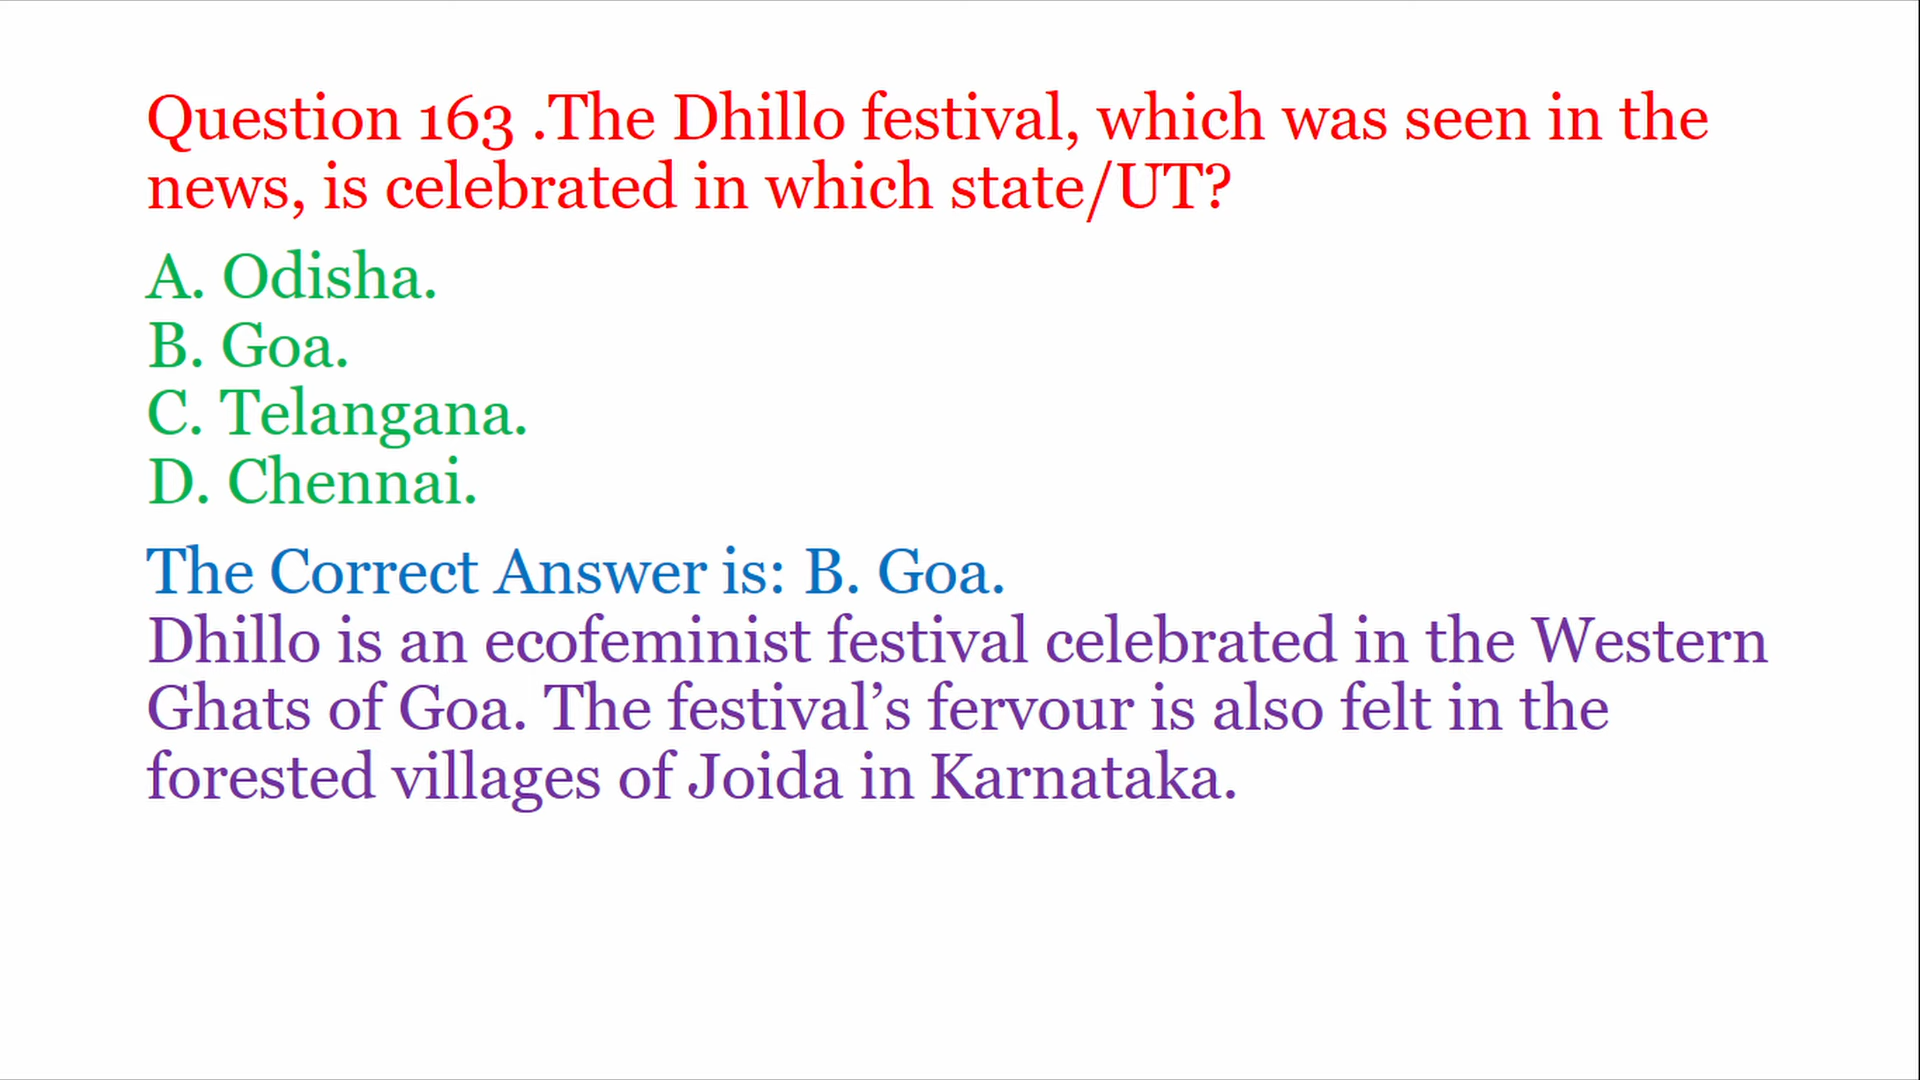 Question 163 .The Dhillo festival, which was seen in the
news, is celebrated in which state/UT?
A. Odisha.
B. Goa.
C. Telangana.
D. Chennai.
The Correct Answer is: B. Goa.
Dhillo is an ecofeminist festival celebrated in the Western
Ghats of Goa. The festival’s fervour is also felt in the
forested villages of Joida in Karnataka.